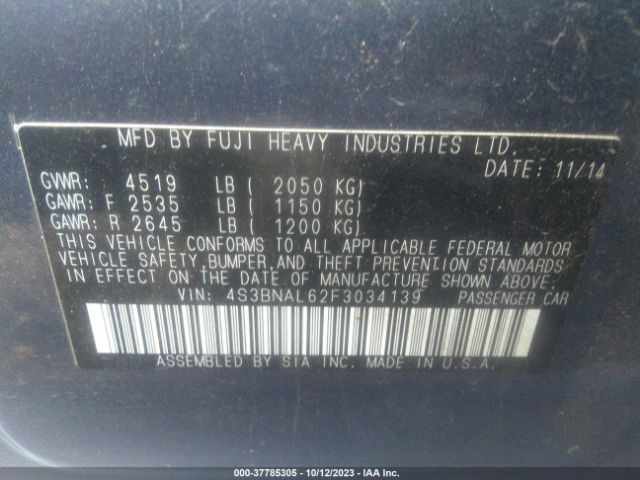 MFD BY FUJI HEAVY INDUSTRIES LTD.
DATE: 11/14
GVWR: 4519 LB ( 2050 KG)
GAWR: F 2535 LB ( 1150 KG)
GAWR: R 2645 LB ( 1200 KG)
THIS VEHICLE CONFORMS TO ALL APPLICABLE FEDERAL MOTOR
VEHICLE SAFETY, BUMPER, AND THEFT PREVENTION STANDARDS
IN EFFECT ON THE DATE OF MANUFACTURE SHOWN ABOVE.
VIN: 4S3BNAL62F3034139 PASSENGER CAR
ASSEMBLED BY SIA INC. MADE IN U.S.A.
000-37785305 - 10/12/2023 - IAA Inc.